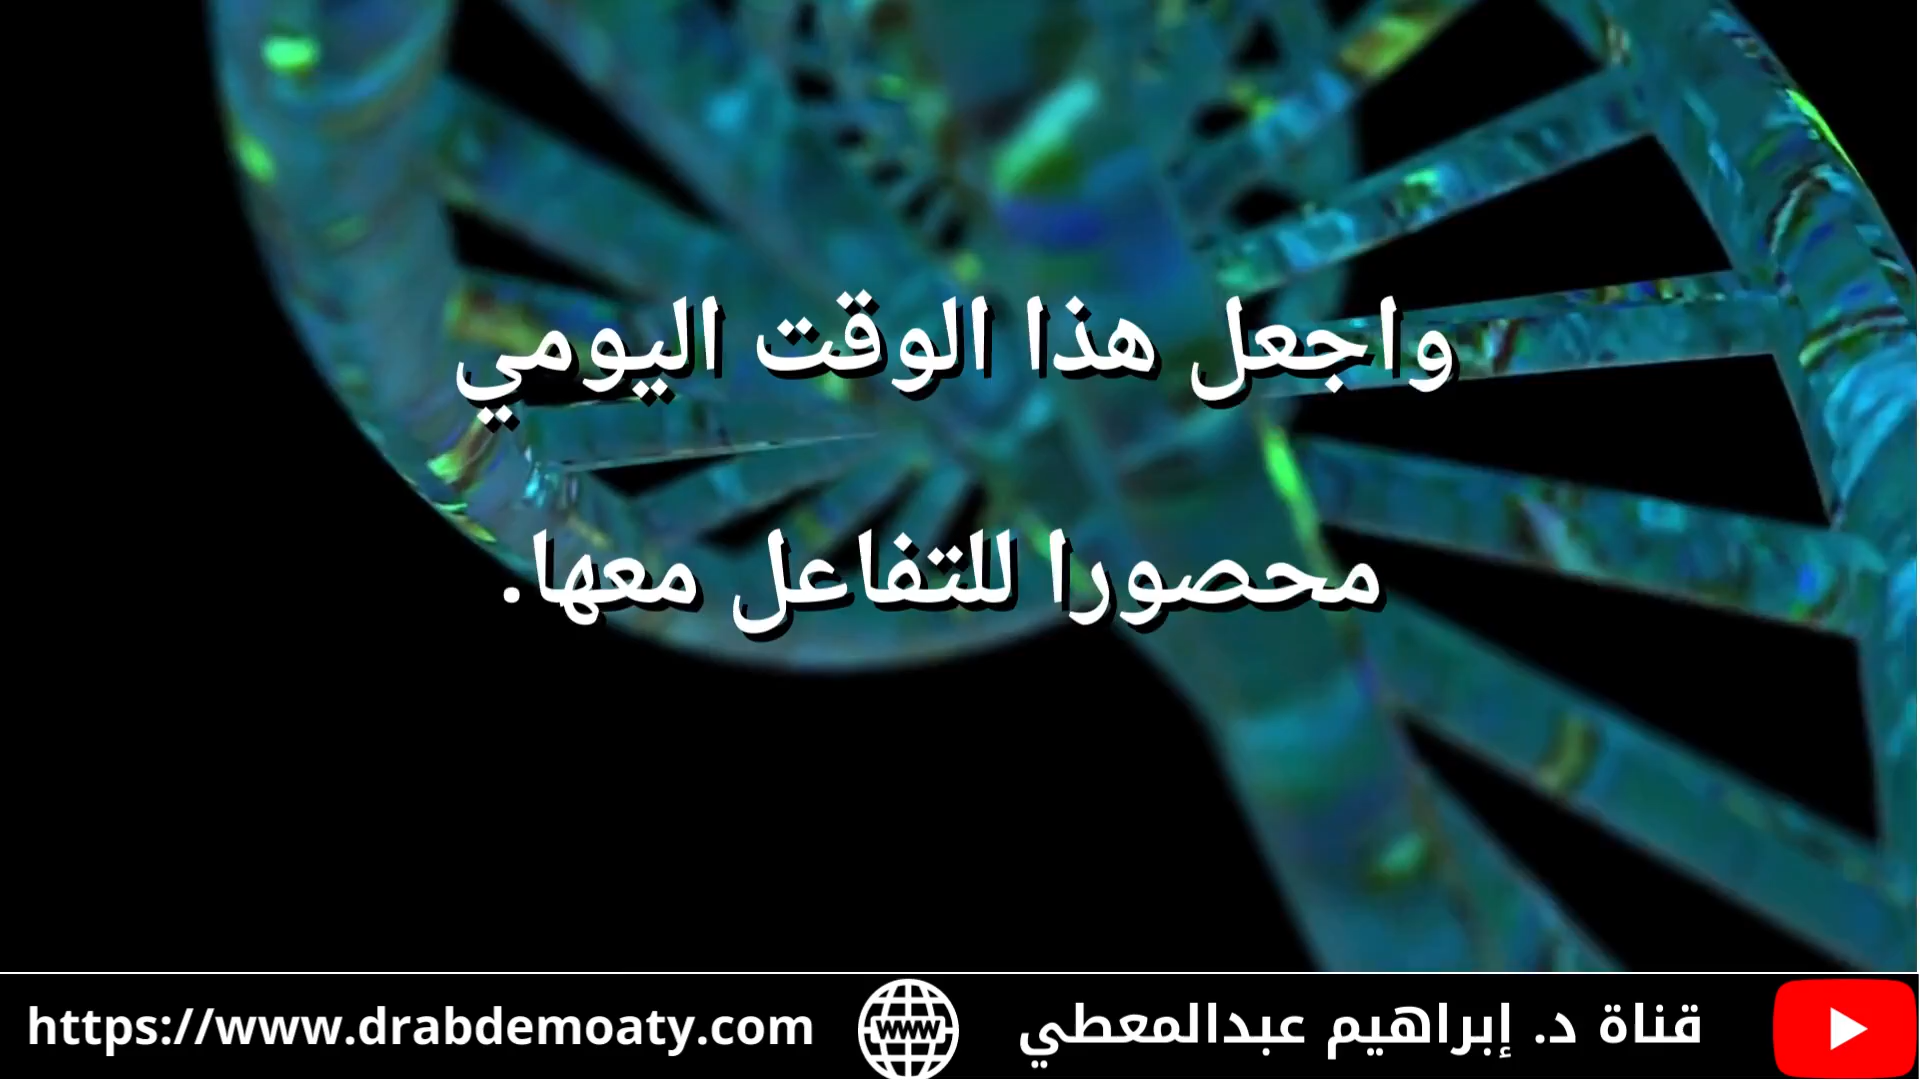 واجعل هذا الوقت اليومي
محصورا للتفاعل معها.
https://www.drabdemoaty.com
www
قناة د. إبراهيم عبدالمعطي